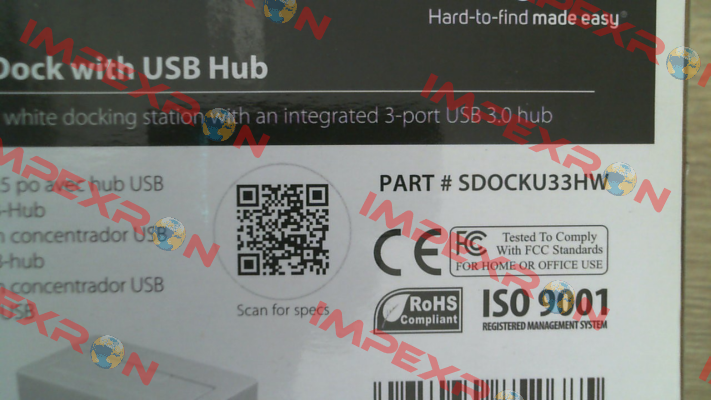 Hard-to-find made easy®
Dock with USB Hub
white docking station with an integrated 3-port USB 3.0 hub
5 po avec hub USB
-Hub
concentrador USB
-hub
concentrador USB
USB
Scan for specs
PART # SDOCKU33HW
CE
FC
Tested To Comply
With FCC Standards
FOR HOME OR OFFICE USE
RoHS
Compliant
ISO 9001
REGISTERED MANAGEMENT SYSTEM
IMPEXRON
IMPEXRON
IMPEXRON
IMPEXRON
IMPEXRON
IMPEXRON
IMPEXRON
IMPEXRON